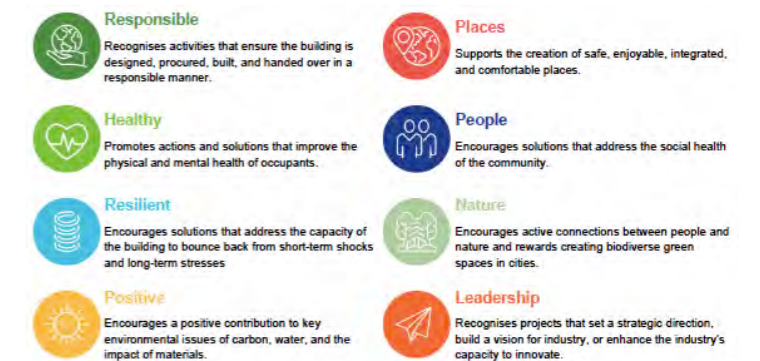 Responsible
Recognises activities that ensure the building is
designed, procured, built, and handed over in a
responsible manner.
Healthy
Promotes actions and solutions that improve the
physical and mental health of occupants.
Resilient
Encourages solutions that address the capacity of
the building to bounce back from short-term shocks
and long-term stresses
Positive
Encourages a positive contribution to key
environmental issues of carbon, water, and the
impact of materials.
Places
Supports the creation of safe, enjoyable, integrated,
and comfortable places.
People
Encourages solutions that address the social health
of the community.
Nature
Encourages active connections between people and
nature and rewards creating biodiverse green
spaces in cities.
Leadership
Recognises projects that set a strategic direction,
build a vision for industry, or enhance the industry's
capacity to innovate.